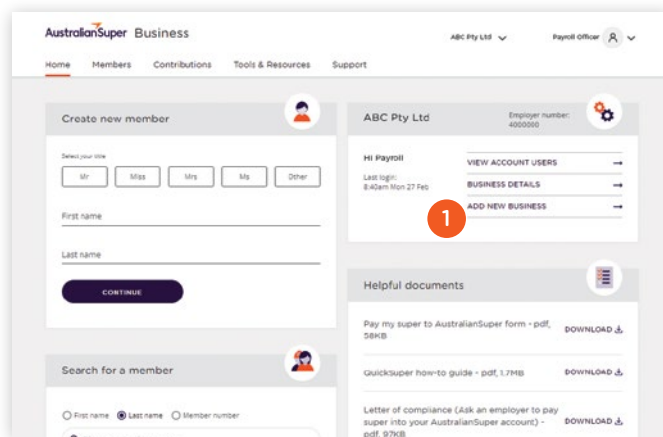 AustralianSuper Business
ABC Pty Ltd
Payroll Officer
Home Members Contributions Tools & Resources Support
Create new member
Select your title
Mr Miss Mrs Ms Other
First name
Last name
CONTINUE
Search for a member
First name Last name Member number
ABC Pty Ltd
Employer number:
4000000
Hi Payroll
Last login:
8:40am Mon 27 Feb
VIEW ACCOUNT USERS
BUSINESS DETAILS
ADD NEW BUSINESS
1
Helpful documents
Pay my super to AustralianSuper form - pdf,
58KB
DOWNLOAD
QuickSuper how-to guide - pdf, 1.7MB
DOWNLOAD
Letter of compliance (Ask an employer to pay
super into your AustralianSuper account) -
pdf, 97KB
DOWNLOAD